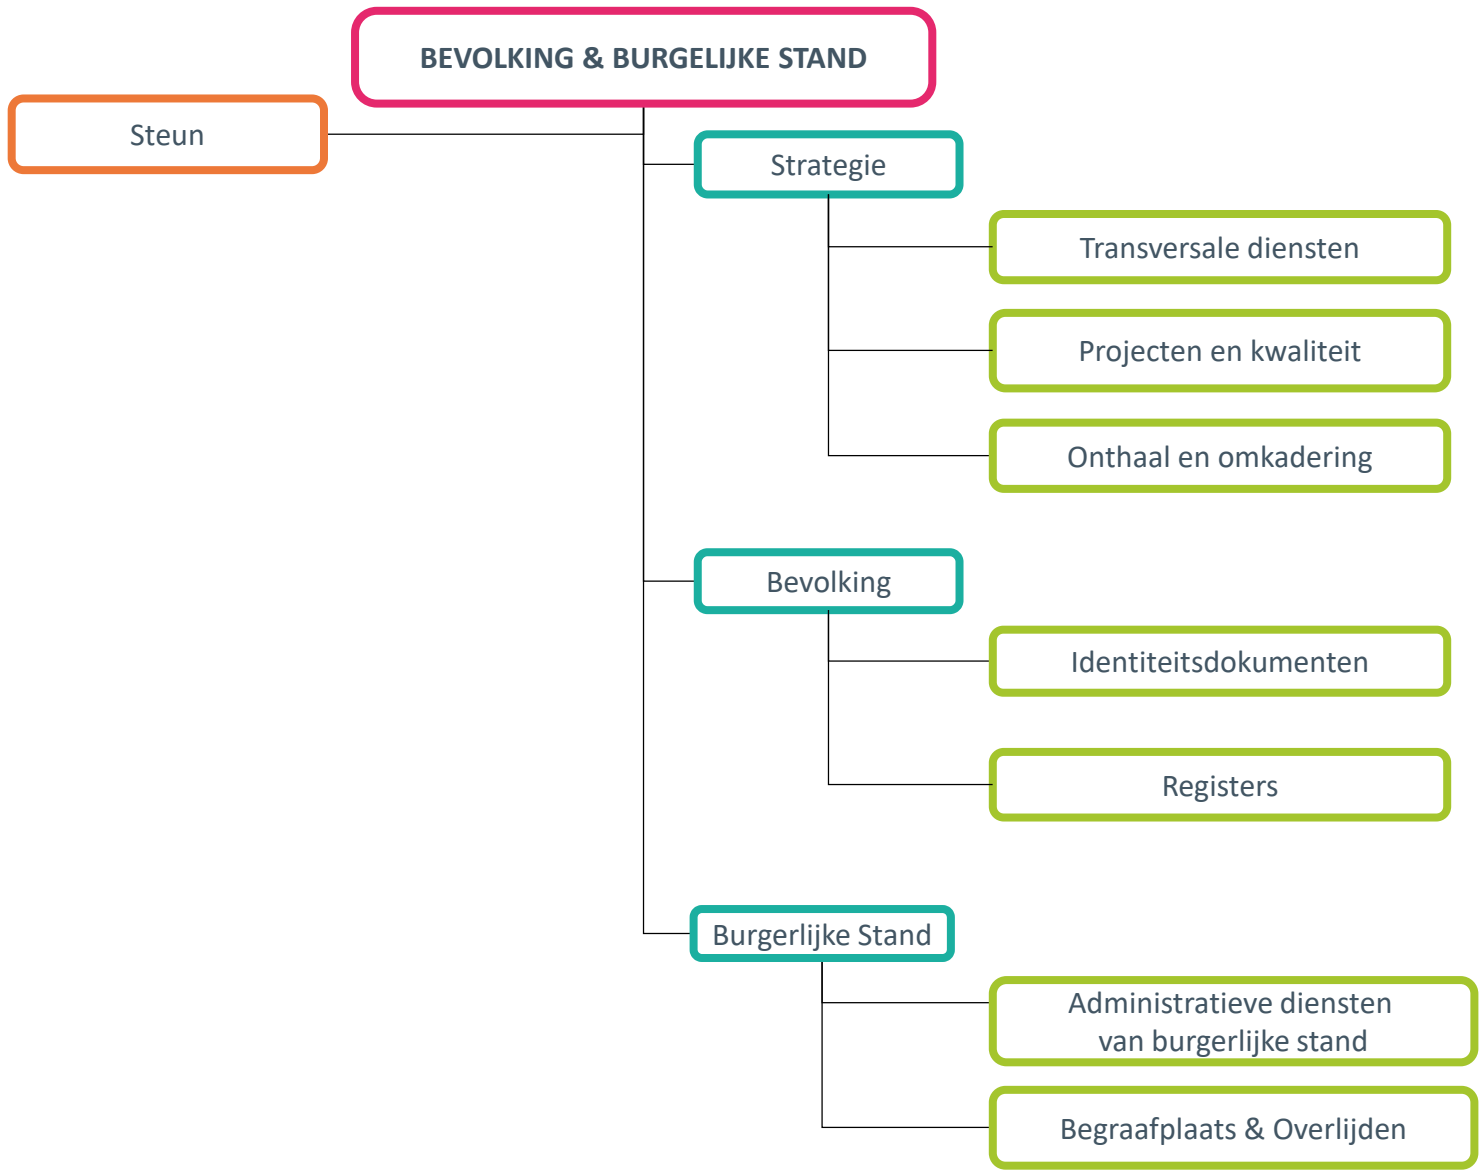 BEVOLKING & BURGELIJKE STAND
Steun
Strategie
Transversale diensten
Projecten en kwaliteit
Onthaal en omkadering
Bevolking
Identiteitsdokumenten
Registers
Burgerlijke Stand
Administratieve diensten
van burgerlijke stand
Begraafplaats & Overlijden